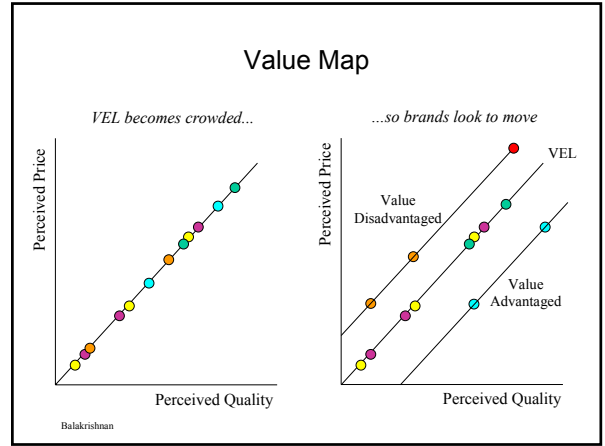 Value Map
VEL becomes crowded...
Perceived Price
Perceived Quality
...so brands look to move
Perceived Price
VEL
Value
Disadvantaged
Value
Advantaged
Perceived Quality
Balakrishnan